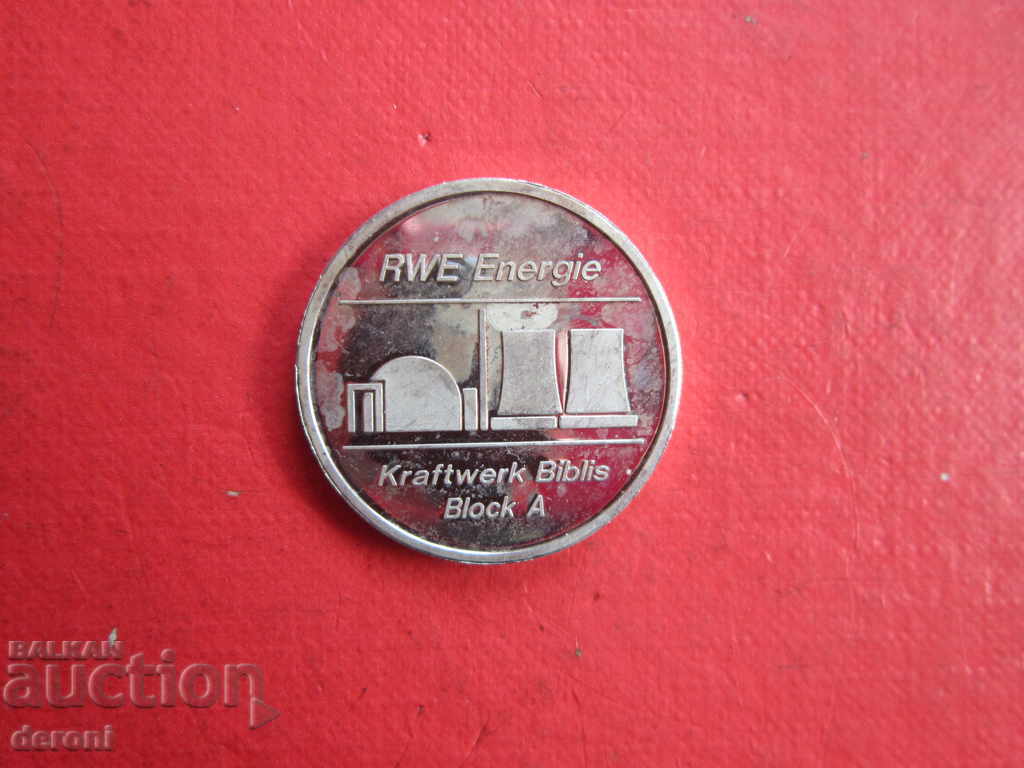 RWE Energie
Kraftwerk Biblis
Block A
BALKAN
auction
deroni